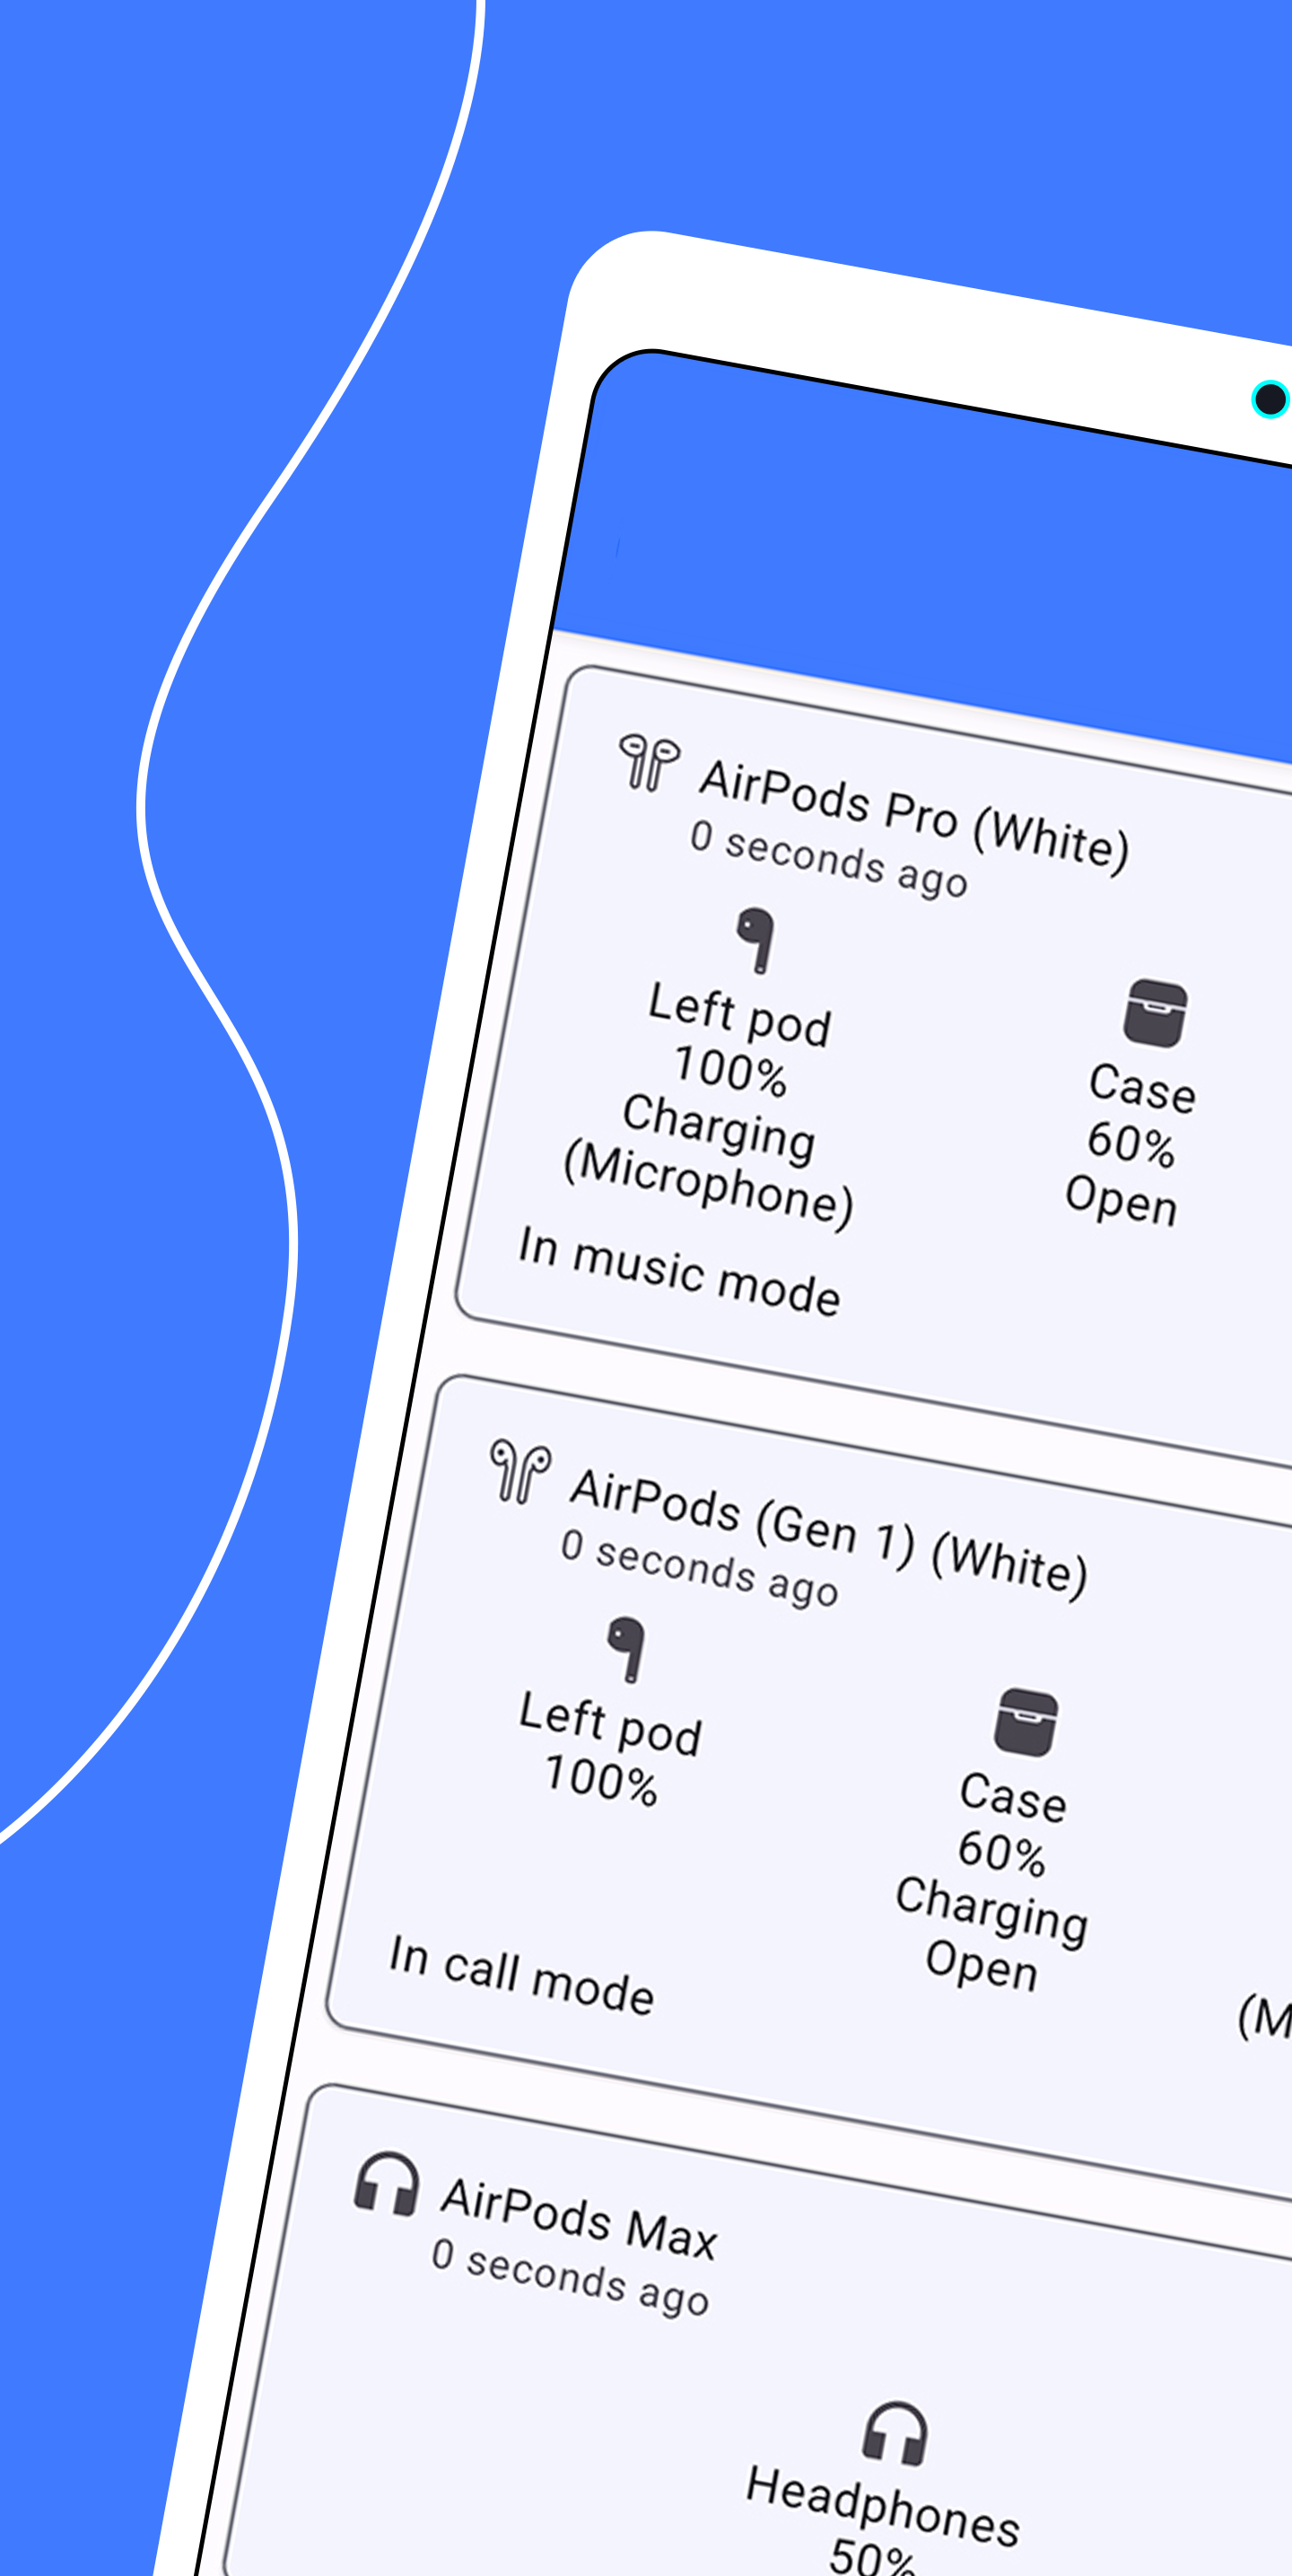 AirPods Pro (White)
0 seconds ago
Left pod
100%
Charging
(Microphone)
Case
60%
Open
In music mode
AirPods (Gen 1) (White)
0 seconds ago
Left pod
100%
Case
60%
Charging
Open
(M
In call mode
AirPods Max
0 seconds ago
Headphones
50%